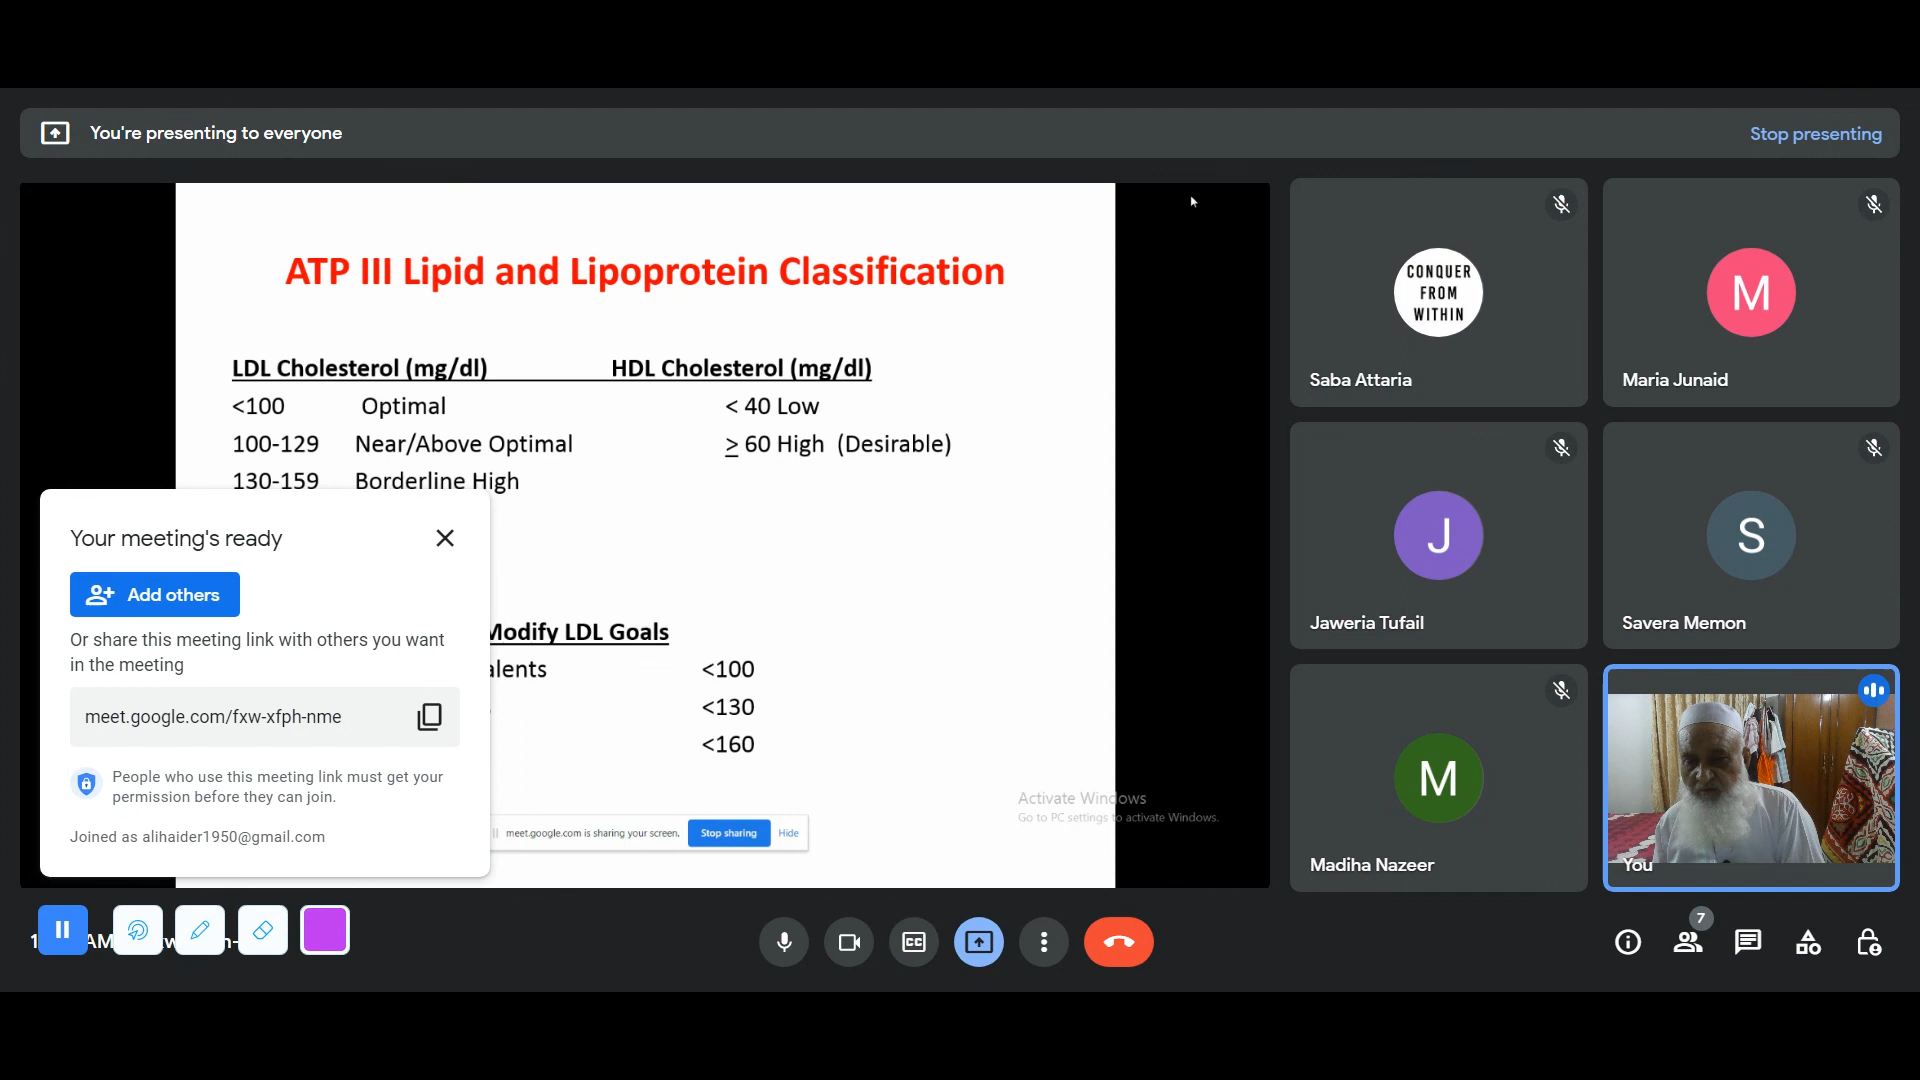 You're presenting to everyone
Stop presenting
ATP III Lipid and Lipoprotein Classification
LDL Cholesterol (mg/dl) HDL Cholesterol (mg/dl)
<100 Optimal < 40 Low
100-129 Near/Above Optimal ≥ 60 High (Desirable)
130-159 Borderline High
Modify LDL Goals
alents <100
<130
<160
Your meeting's ready
Add others
Or share this meeting link with others you want
in the meeting
meet.google.com/fxw-xfph-nme
People who use this meeting link must get your
permission before they can join.
Joined as alihaider1950@gmail.com
meet.google.com is sharing your screen. Stop sharing Hide
Activate Windows
Go to PC settings to activate Windows.
CONQUER
FROM
WITHIN
Saba Attaria
M
Maria Junaid
J
Jaweria Tufail
S
Savera Memon
M
Madiha Nazeer
You
AM
CC
7